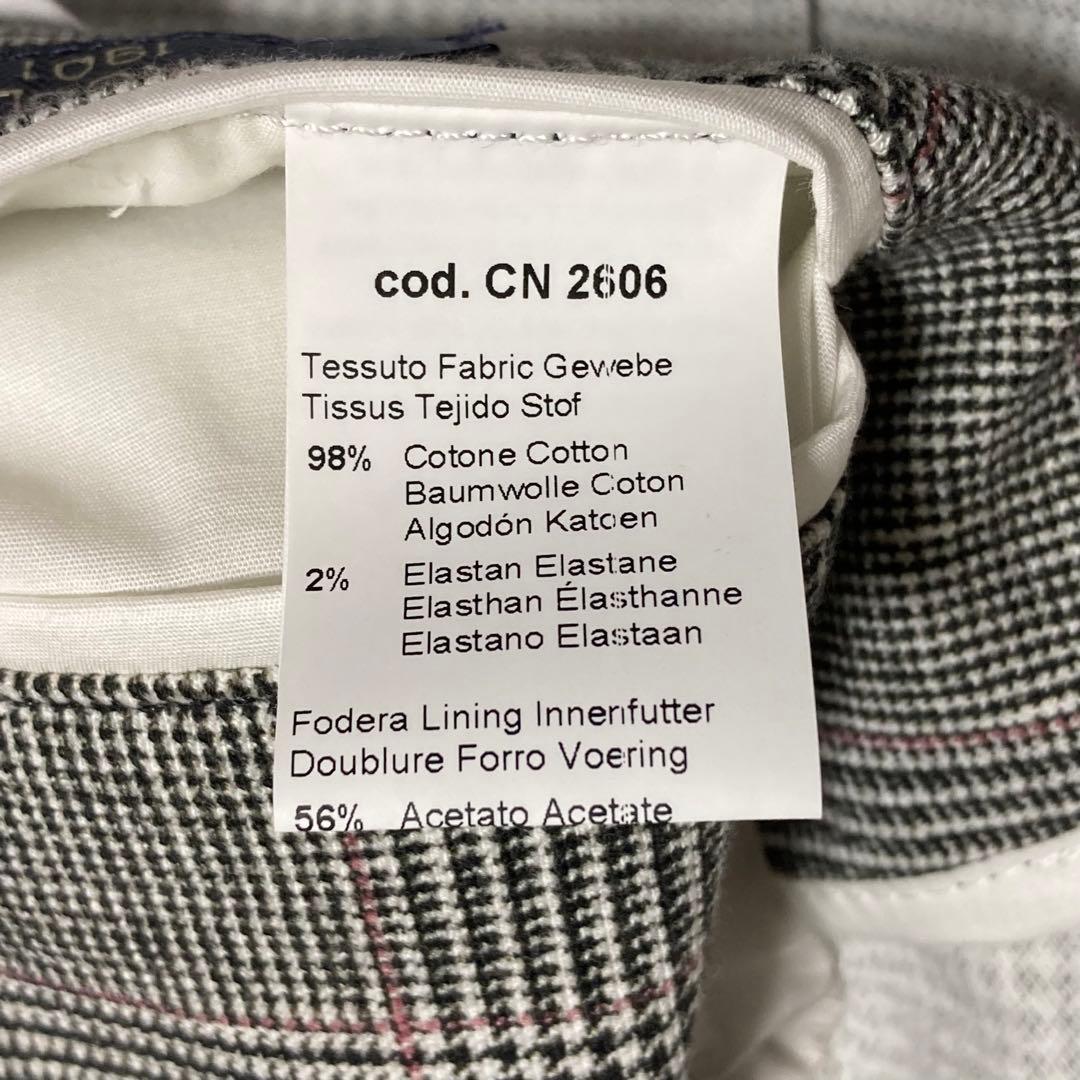 cod. CN 2606
Tessuto Fabric Gewebe
Tissus Tejido Stof
98% Cotone Cotton
Baumwolle Coton
Algodón Katoen
2% Elastan Elastane
Elasthan Élasthanne
Elastano Elastaan
Fodera Lining Innenfutter
Doublure Forro Voering
56% Acetato Acetate